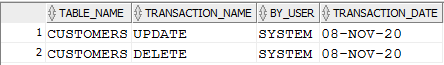 TABLE_NAME TRANSACTION_NAME BY_USER TRANSACTION_DATE
1 CUSTOMERS UPDATE SYSTEM 08-NOV-20
2 CUSTOMERS DELETE SYSTEM 08-NOV-20